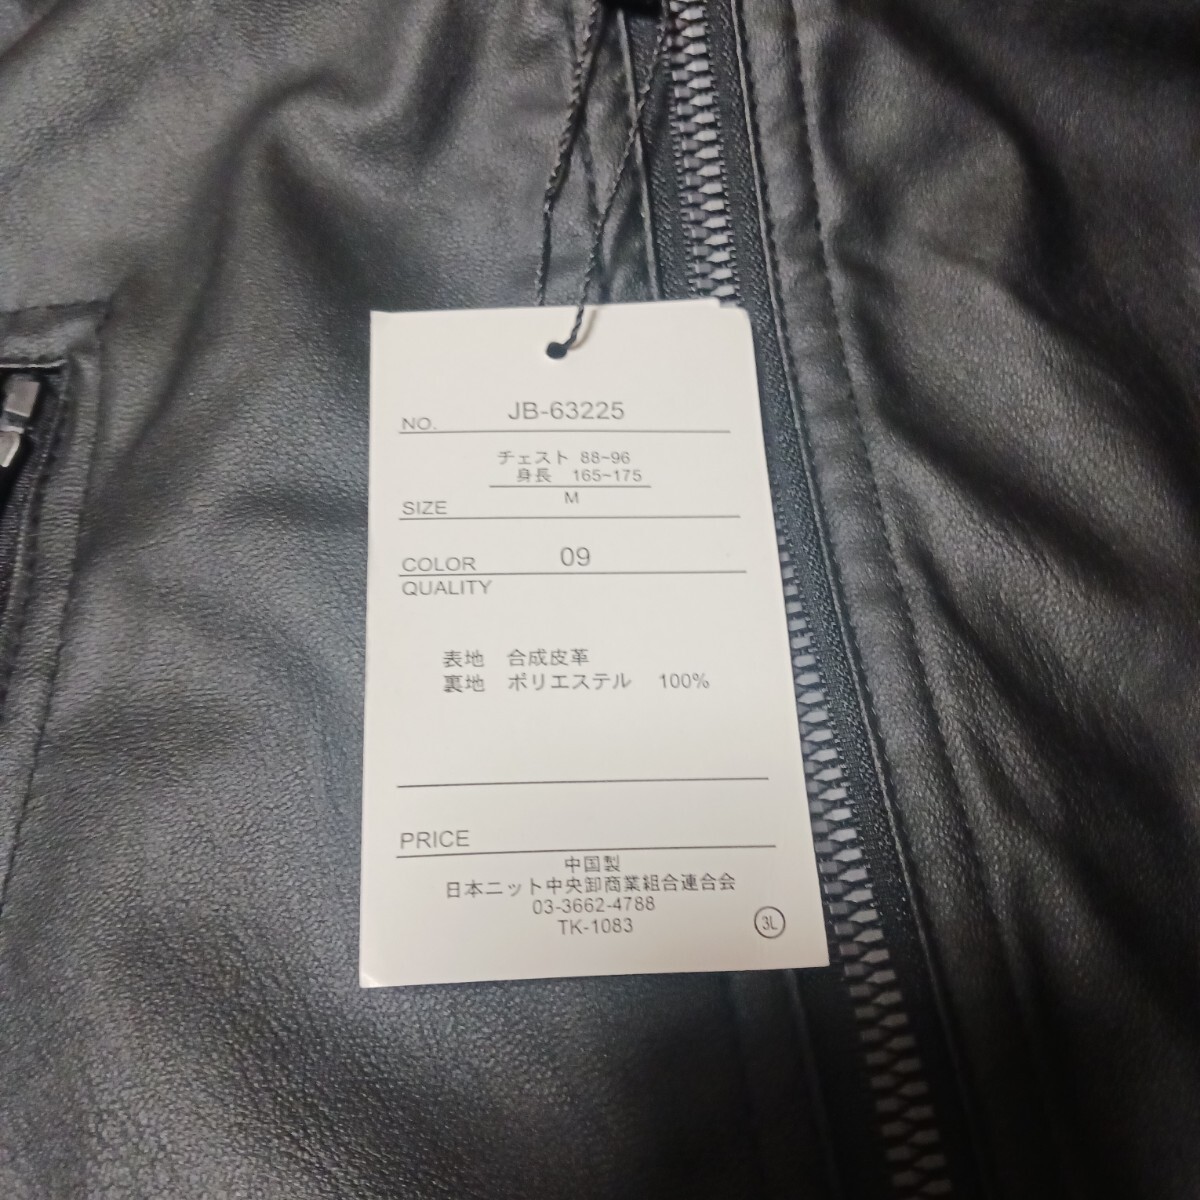 NO. JB-63225
チェスト 88~96
身長 165~175
SIZE M
COLOR 09
QUALITY
表地 合成皮革
裏地 ポリエステル 100%
PRICE
中国製
日本ニット中央卸商業組合連合会
03-3662-4788
TK-1083
3L